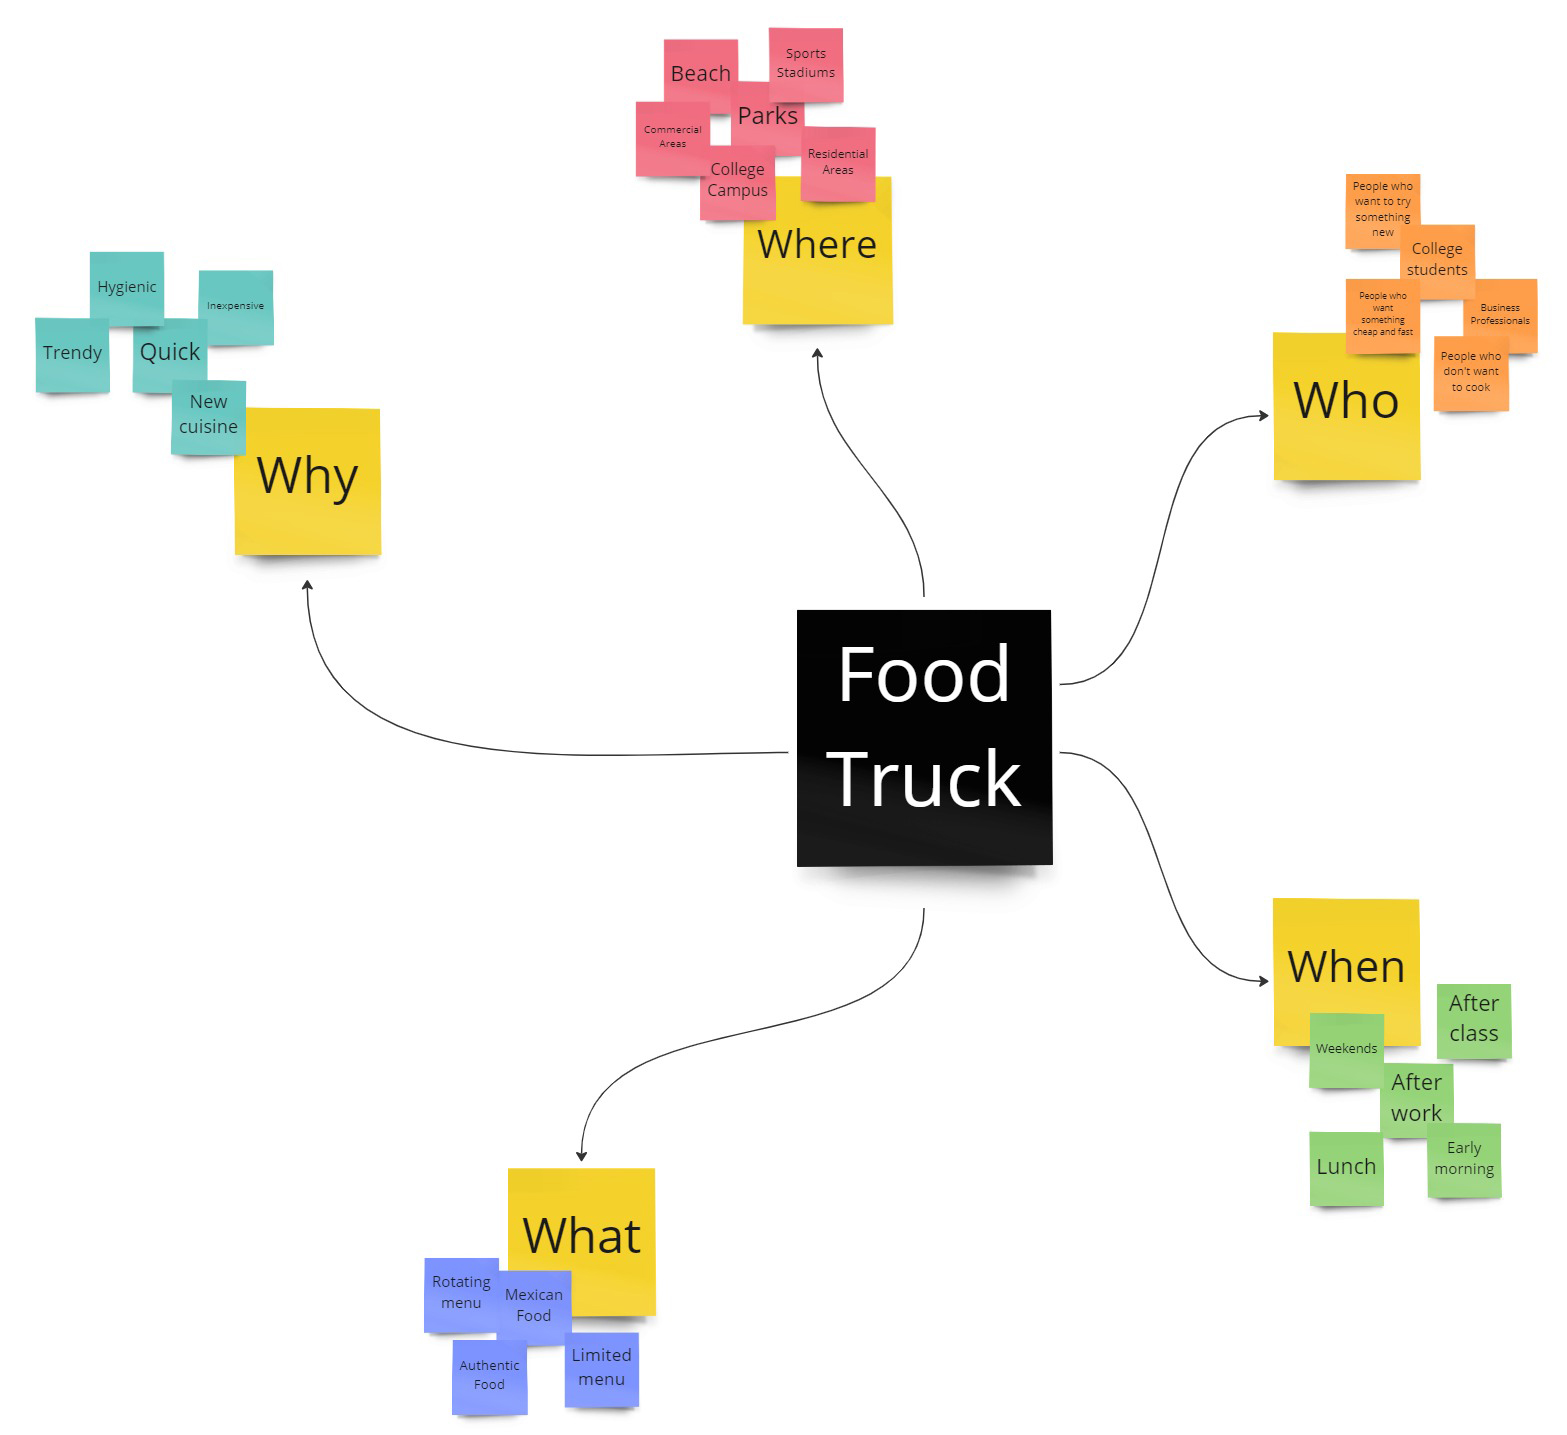 Beach
Sports
Stadiums
Parks
Commercial
Areas
Residential
Areas
College
Campus
Where
People who
want to try
something
new
College
students
People who
want
something
cheap and fast
Business
Professionals
People who
don't want
to cook
Who
Hygienic
Inexpensive
Trendy
Quick
New
cuisine
Why
Food
Truck
When
After
class
Weekends
After
work
Lunch
Early
morning
What
Rotating
menu
Mexican
Food
Authentic
Food
Limited
menu